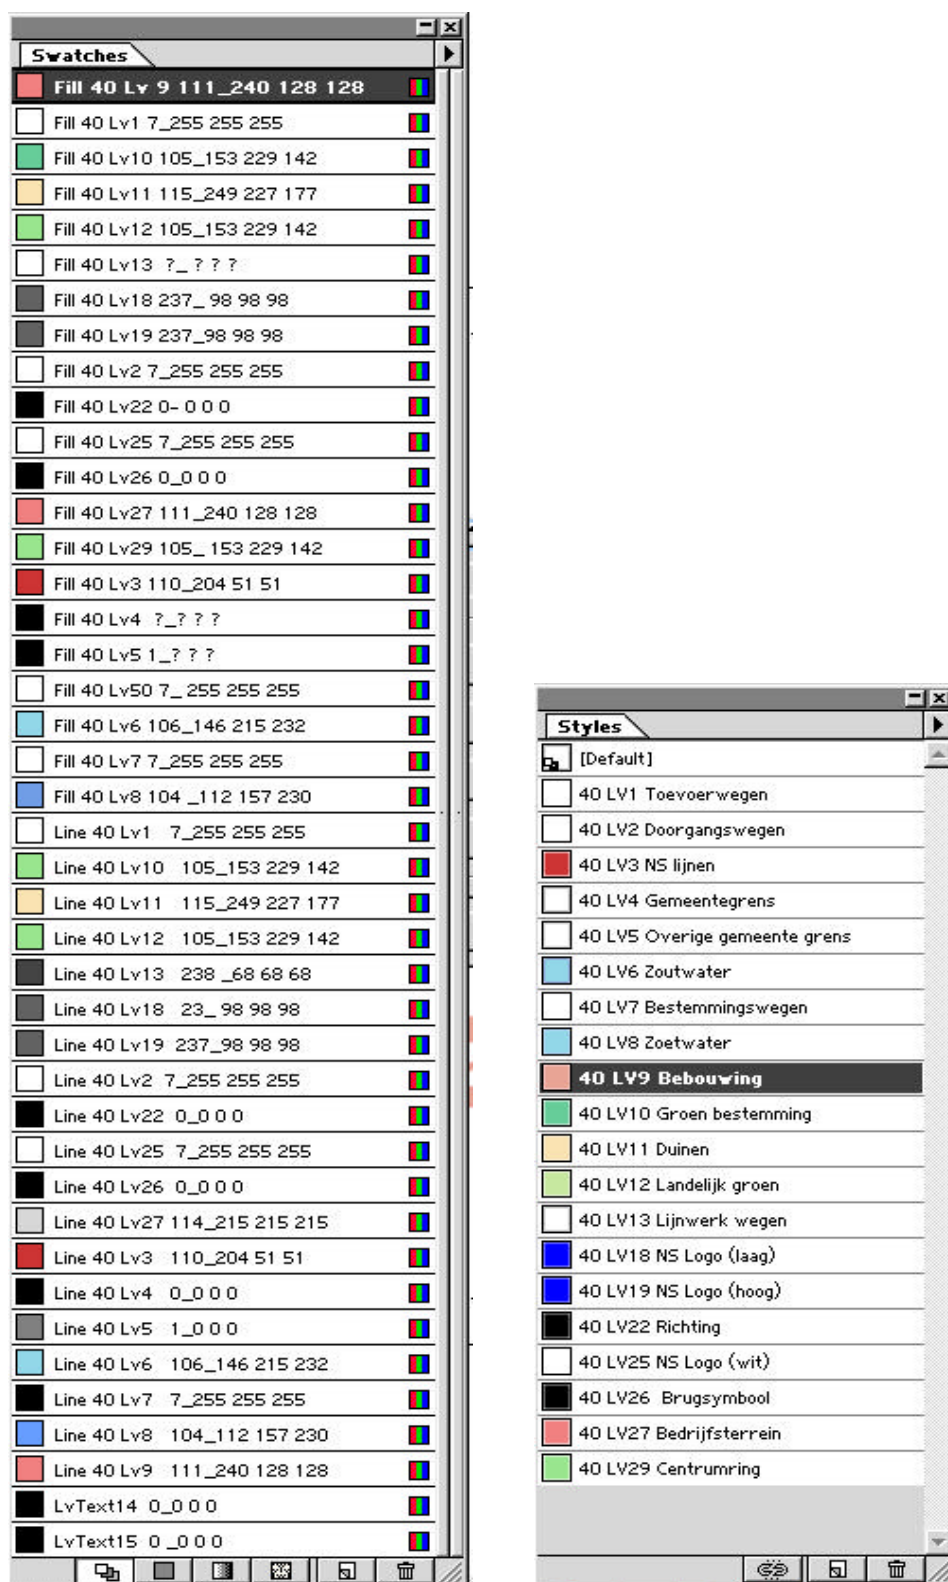 Swatches
Fill 40 Lv 9 111_240 128 128
Fill 40 Lv1 7_255 255 255
Fill 40 Lv10 105_153 229 142
Fill 40 Lv11 115_249 227 177
Fill 40 Lv12 105_153 229 142
Fill 40 Lv13 ?_ ? ? ?
Fill 40 Lv18 237_ 98 98 98
Fill 40 Lv19 237_98 98 98
Fill 40 Lv2 7_255 255 255
Fill 40 Lv22 0- 0 0 0
Fill 40 Lv25 7_255 255 255
Fill 40 Lv26 0_0 0 0
Fill 40 Lv27 111_240 128 128
Fill 40 Lv29 105_ 153 229 142
Fill 40 Lv3 110_204 51 51
Fill 40 Lv4 ?_? ? ?
Fill 40 Lv5 1_? ? ?
Fill 40 Lv50 7_ 255 255 255
Fill 40 Lv6 106_146 215 232
Fill 40 Lv7 7_255 255 255
Fill 40 Lv8 104 _112 157 230
Line 40 Lv1 7_255 255 255
Line 40 Lv10 105_153 229 142
Line 40 Lv11 115_249 227 177
Line 40 Lv12 105_153 229 142
Line 40 Lv13 238 _68 68 68
Line 40 Lv18 23_ 98 98 98
Line 40 Lv19 237_98 98 98
Line 40 Lv2 7_255 255 255
Line 40 Lv22 0_0 0 0
Line 40 Lv25 7_255 255 255
Line 40 Lv26 0_0 0 0
Line 40 Lv27 114_215 215 215
Line 40 Lv3 110_204 51 51
Line 40 Lv4 0_0 0 0
Line 40 Lv5 1_0 0 0
Line 40 Lv6 106_146 215 232
Line 40 Lv7 7_255 255 255
Line 40 Lv8 104_112 157 230
Line 40 Lv9 111_240 128 128
LvText14 0_0 0 0
LvText15 0 _0 0 0
Styles
[Default]
40 LV1 Toevoerwegen
40 LV2 Doorgangswegen
40 LV3 NS lijnen
40 LV4 Gemeentegrens
40 LV5 Overige gemeente grens
40 LV6 Zoutwater
40 LV7 Bestemmingswegen
40 LV8 Zoetwater
40 LV9 Bebouwing
40 LV10 Groen bestemming
40 LV11 Duinen
40 LV12 Landelijk groen
40 LV13 Lijnwerk wegen
40 LV18 NS Logo (laag)
40 LV19 NS Logo (hoog)
40 LV22 Richting
40 LV25 NS Logo (wit)
40 LV26 Brugsymbool
40 LV27 Bedrijfsterrein
40 LV29 Centrumring